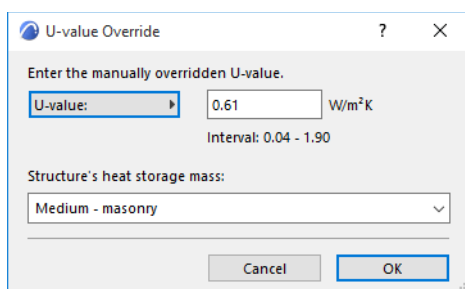 U-value Override
Enter the manually overridden U-value.
U-value: 0.61 W/m²K
Interval: 0.04 - 1.90
Structure's heat storage mass:
Medium - masonry
Cancel OK